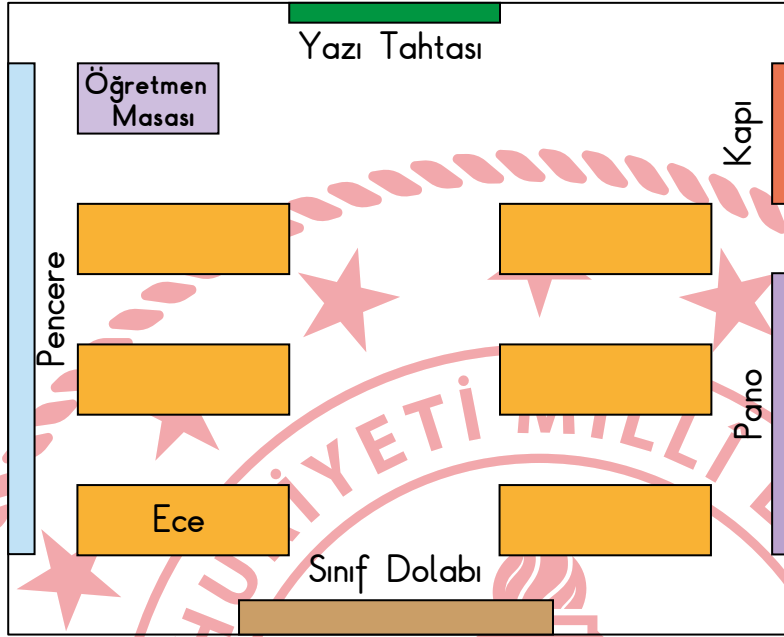 Yazı Tahtası
Öğretmen
Masası
Kapı
Pencere
Pano
Ece
Sınıf Dolabı